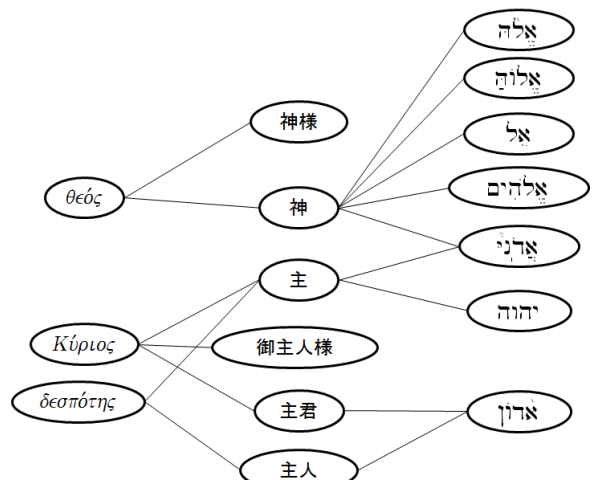 θεός
Κύριος
δεσπότης
神様
神
主
御主人様
主君
主人
אֱלֹהּ
אֱלוֹהַּ
אֵל
אֱלֹהִים
אֲדֹנָי
יהוה
אָדוֹן